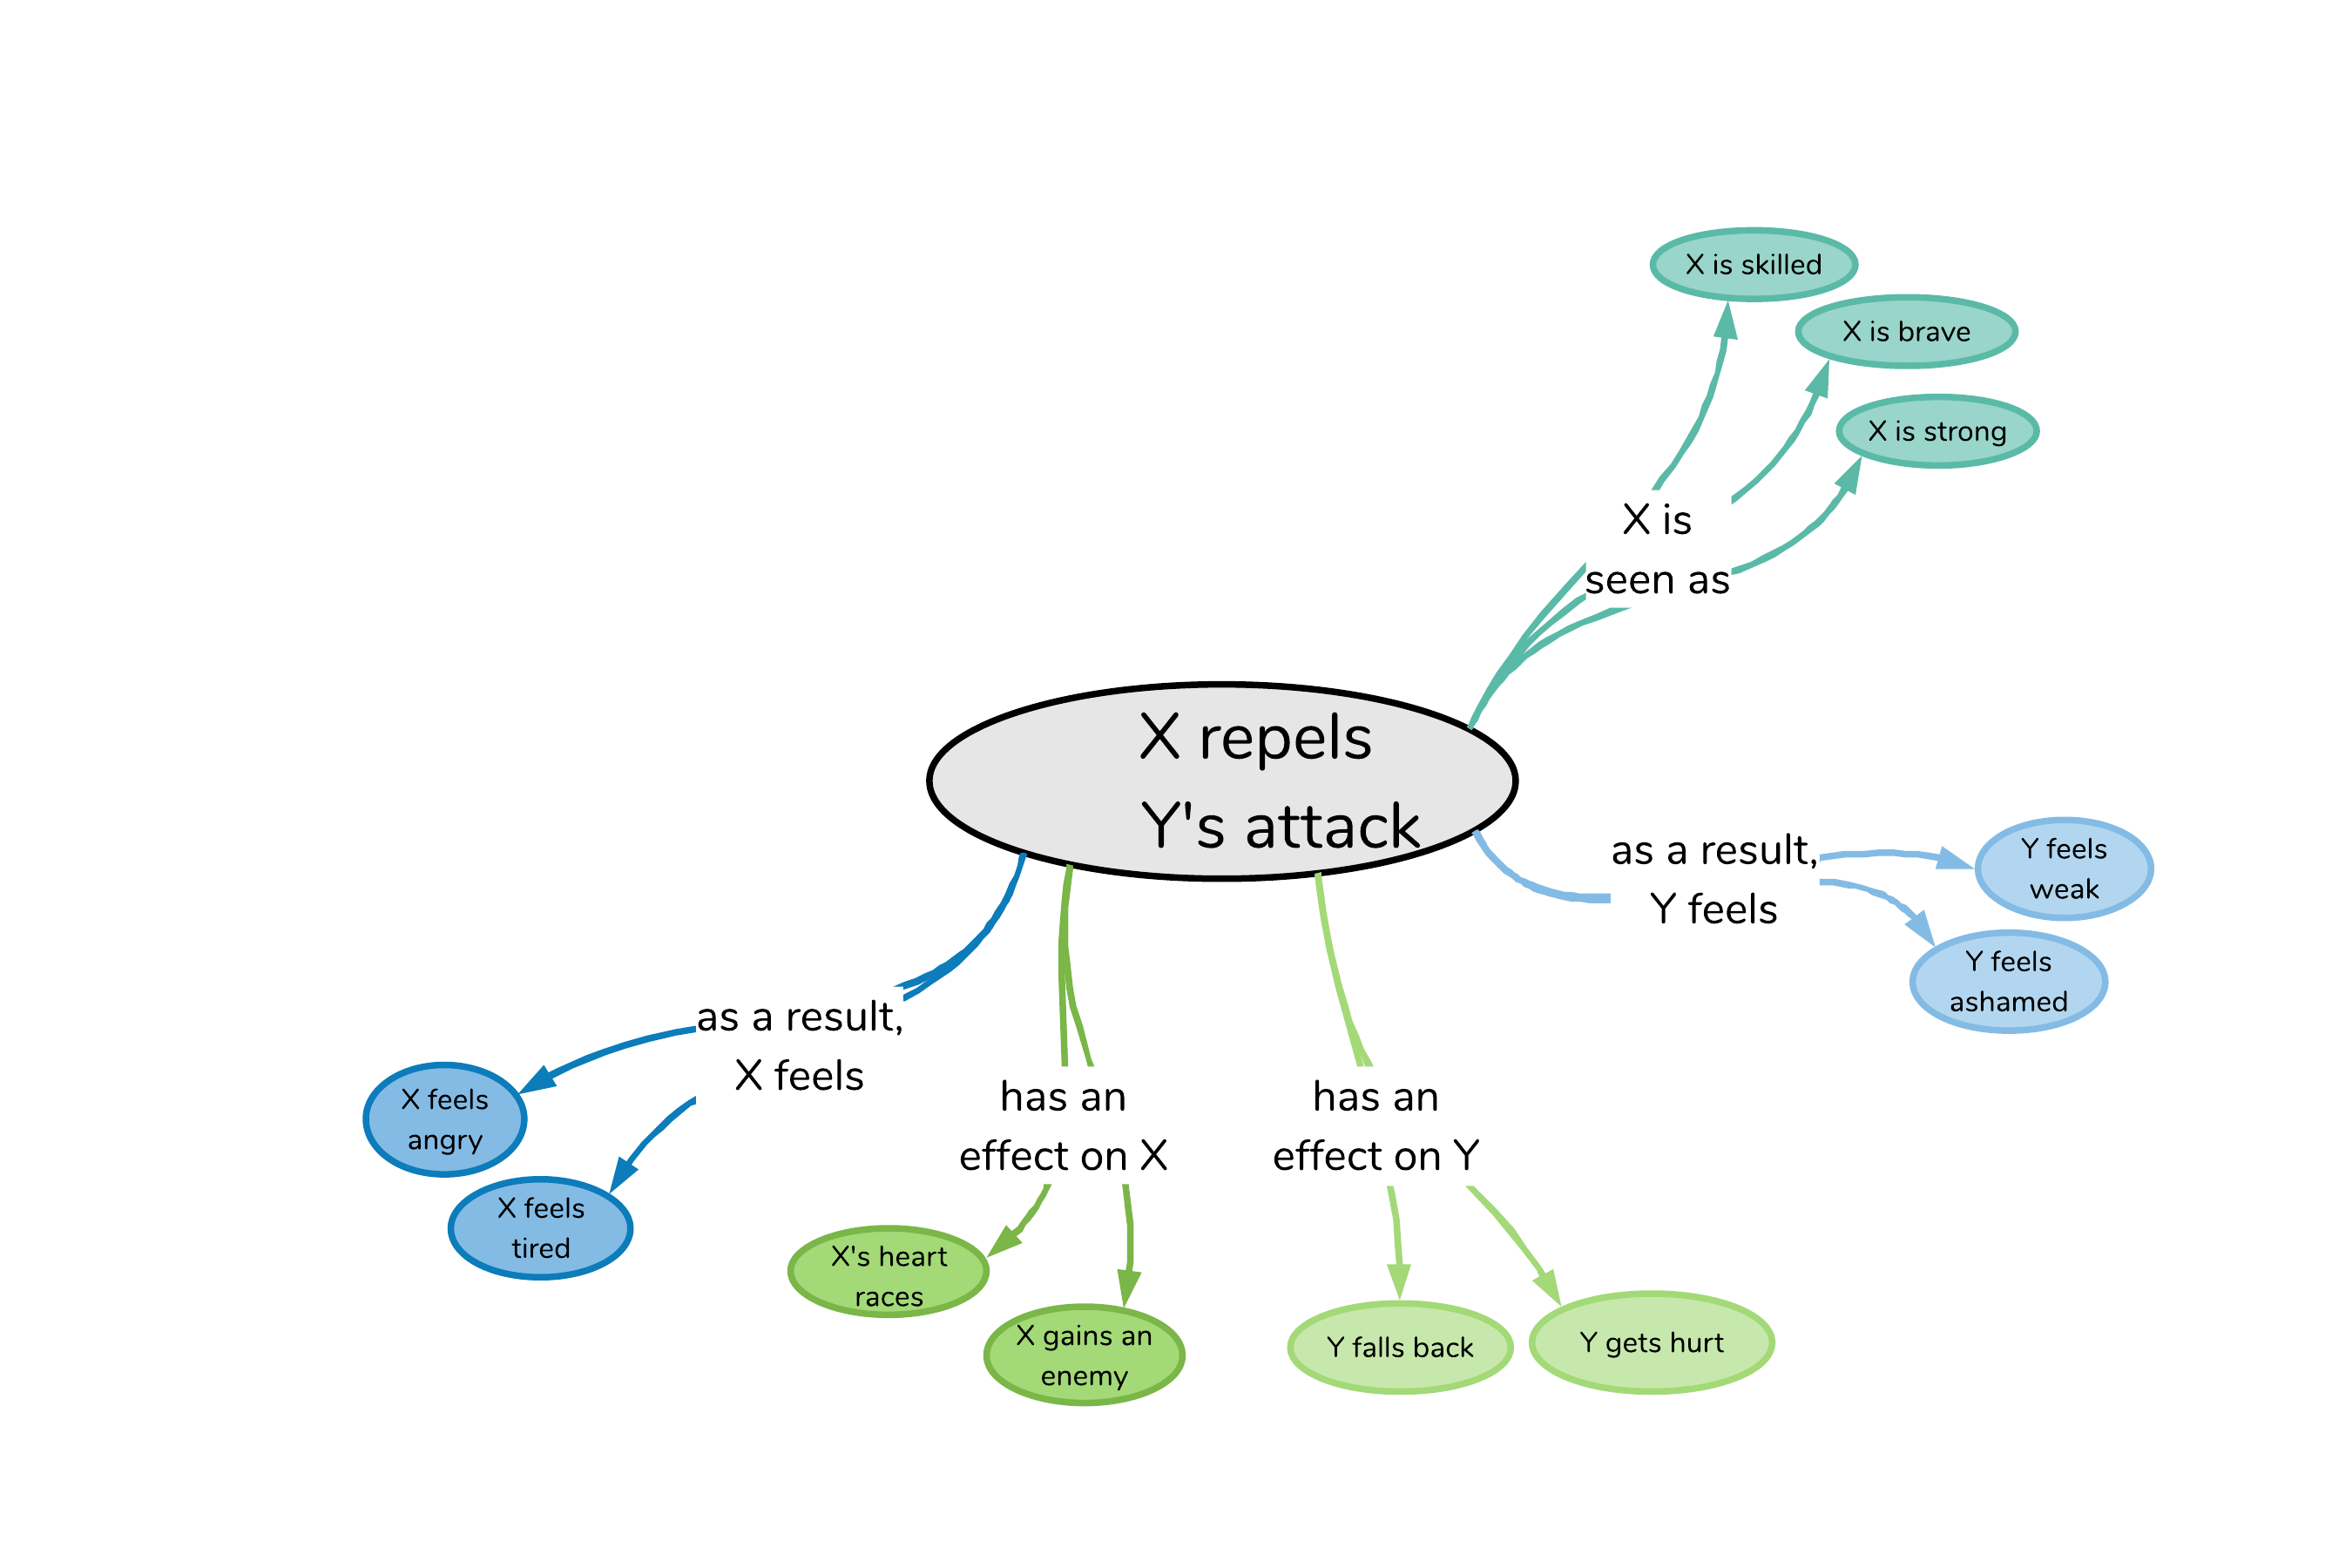 X is skilled
X is brave
X is strong
X is
seen as
X repels
Y's attack
as a result,
Y feels
Y feels
weak
Y feels
ashamed
as a result,
X feels
X feels
angry
X feels
tired
has an
effect on X
X's heart
races
X gains an
enemy
has an
effect on Y
Y falls back
Y gets hurt